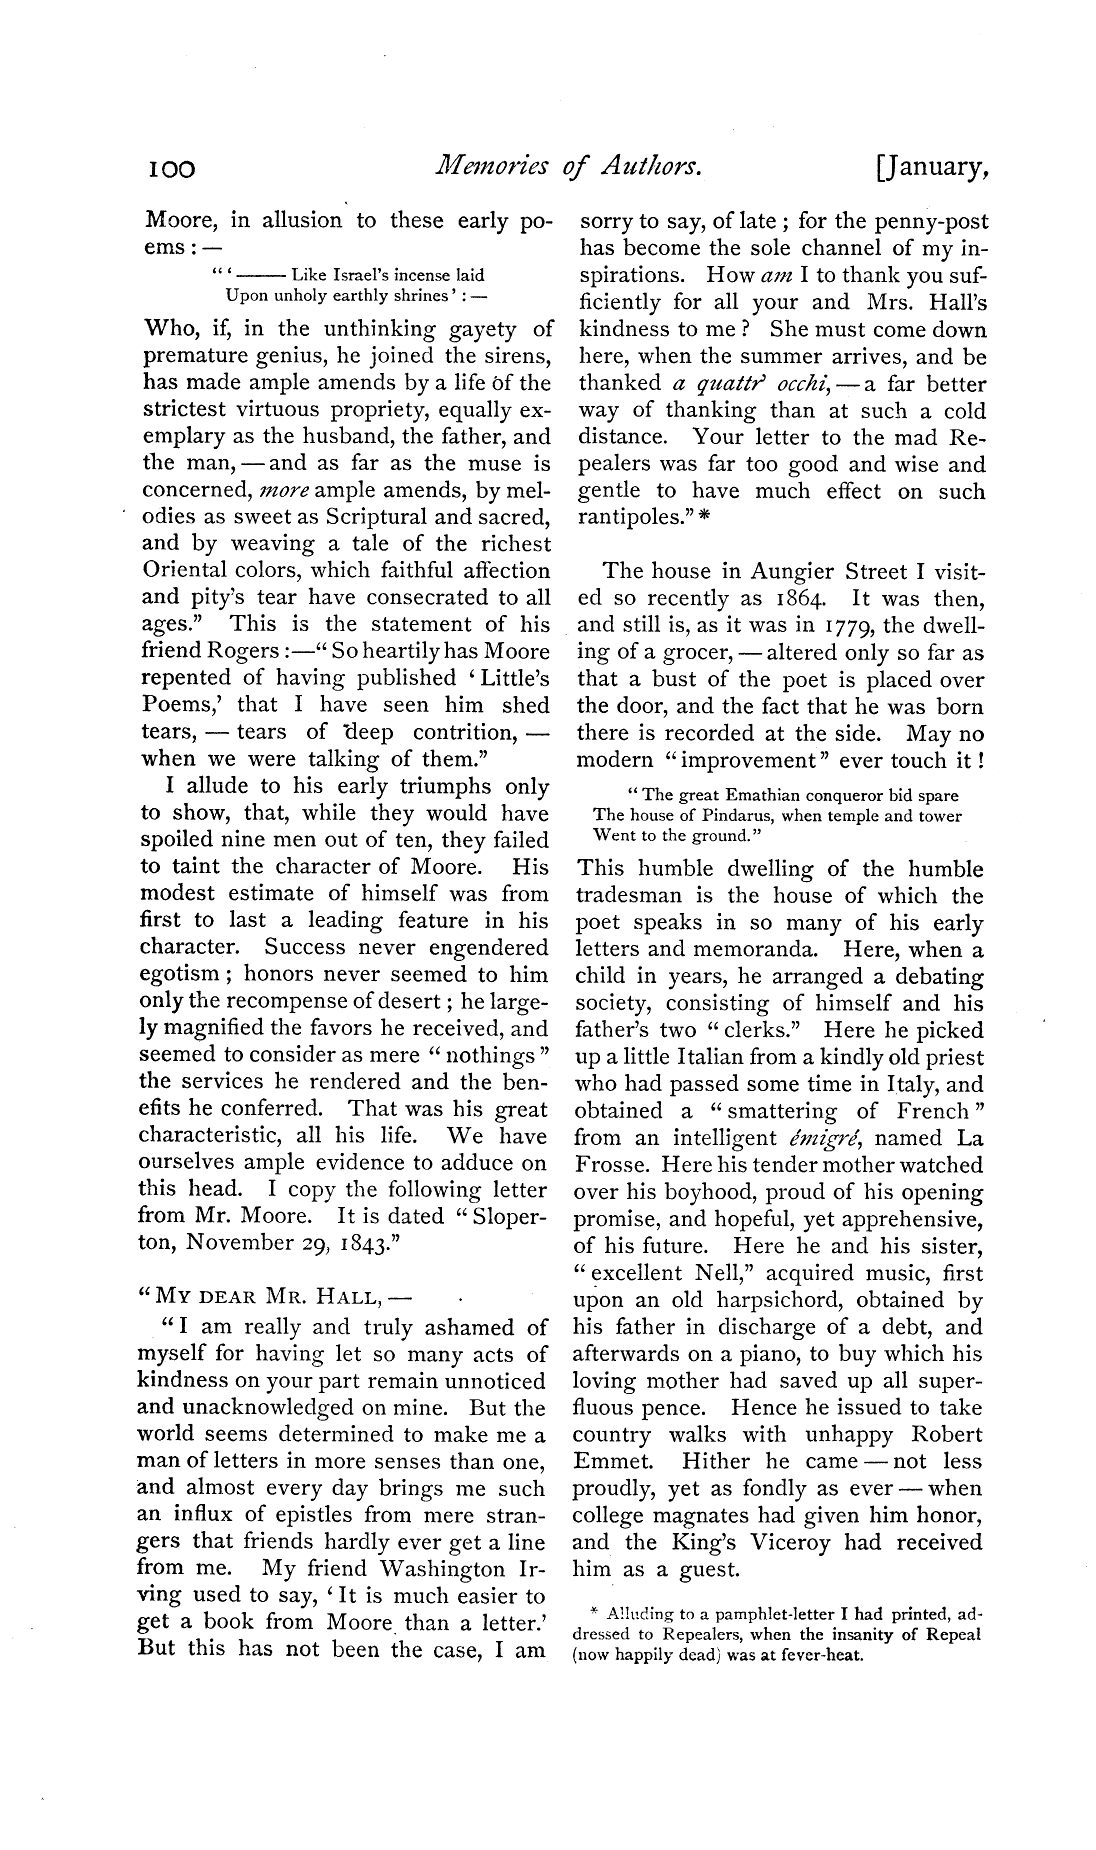 100 Memories of Authors. [January,
Moore, in allusion to these early po-
ems : —
" ‘ —— Like Israel's incense laid
Upon unholy earthly shrines ’ : —
Who, if, in the unthinking gayety of
premature genius, he joined the sirens,
has made ample amends by a life of the
strictest virtuous propriety, equally ex-
emplary as the husband, the father, and
the man, — and as far as the muse is
concerned, more ample amends, by mel-
odies as sweet as Scriptural and sacred,
and by weaving a tale of the richest
Oriental colors, which faithful affection
and pity's tear have consecrated to all
ages." This is the statement of his
friend Rogers : — " So heartily has Moore
repented of having published ‘ Little's
Poems,’ that I have seen him shed
tears, — tears of deep contrition, —
when we were talking of them."
I allude to his early triumphs only
to show, that, while they would have
spoiled nine men out of ten, they failed
to taint the character of Moore. His
modest estimate of himself was from
first to last a leading feature in his
character. Success never engendered
egotism ; honors never seemed to him
only the recompense of desert ; he large-
ly magnified the favors he received, and
seemed to consider as mere " nothings "
the services he rendered and the ben-
efits he conferred. That was his great
characteristic, all his life. We have
ourselves ample evidence to adduce on
this head. I copy the following letter
from Mr. Moore. It is dated " Sloper-
ton, November 29, 1843."
" MY DEAR MR. HALL, —
" I am really and truly ashamed of
myself for having let so many acts of
kindness on your part remain unnoticed
and unacknowledged on mine. But the
world seems determined to make me a
man of letters in more senses than one,
and almost every day brings me such
an influx of epistles from mere stran-
gers that friends hardly ever get a line
from me. My friend Washington Ir-
ving used to say, ‘ It is much easier to
get a book from Moore than a letter.’
But this has not been the case, I am
sorry to say, of late ; for the penny-post
has become the sole channel of my in-
spirations. How am I to thank you suf-
ficiently for all your and Mrs. Hall's
kindness to me ? She must come down
here, when the summer arrives, and be
thanked a quattr' occhi, — a far better
way of thanking than at such a cold
distance. Your letter to the mad Re-
pealers was far too good and wise and
gentle to have much effect on such
rantipoles." *
The house in Aungier Street I visit-
ed so recently as 1864. It was then,
and still is, as it was in 1779, the dwell-
ing of a grocer, — altered only so far as
that a bust of the poet is placed over
the door, and the fact that he was born
there is recorded at the side. May no
modern " improvement " ever touch it !
" The great Emathian conqueror bid spare
The house of Pindarus, when temple and tower
Went to the ground."
This humble dwelling of the humble
tradesman is the house of which the
poet speaks in so many of his early
letters and memoranda. Here, when a
child in years, he arranged a debating
society, consisting of himself and his
father's two " clerks." Here he picked
up a little Italian from a kindly old priest
who had passed some time in Italy, and
obtained a " smattering of French "
from an intelligent émigré, named La
Frosse. Here his tender mother watched
over his boyhood, proud of his opening
promise, and hopeful, yet apprehensive,
of his future. Here he and his sister,
" excellent Nell," acquired music, first
upon an old harpsichord, obtained by
his father in discharge of a debt, and
afterwards on a piano, to buy which his
loving mother had saved up all super-
fluous pence. Hence he issued to take
country walks with unhappy Robert
Emmet. Hither he came — not less
proudly, yet as fondly as ever — when
college magnates had given him honor,
and the King's Viceroy had received
him as a guest.
* Alluding to a pamphlet-letter I had printed, ad-
dressed to Repealers, when the insanity of Repeal
(now happily dead) was at fever-heat.